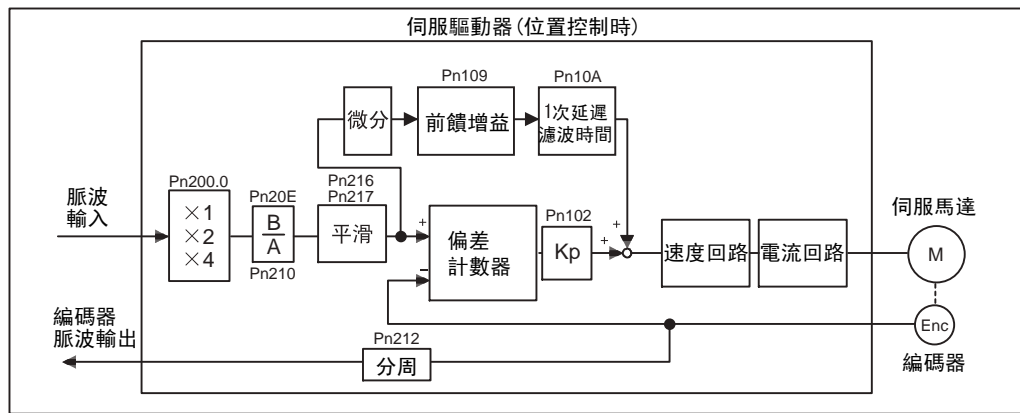 伺服驅動器(位置控制時)
Pn109
Pn10A
微分
前饋增益
1次延遲
濾波時間
Pn200.0
Pn20E
Pn216
Pn217
Pn102
脈波
輸入
×1
×2
×4
B
A
Pn210
平滑
+
−
偏差
計數器
Kp
+
+
速度回路
電流回路
伺服馬達
M
Enc
編碼器
編碼器
脈波輸出
Pn212
分周